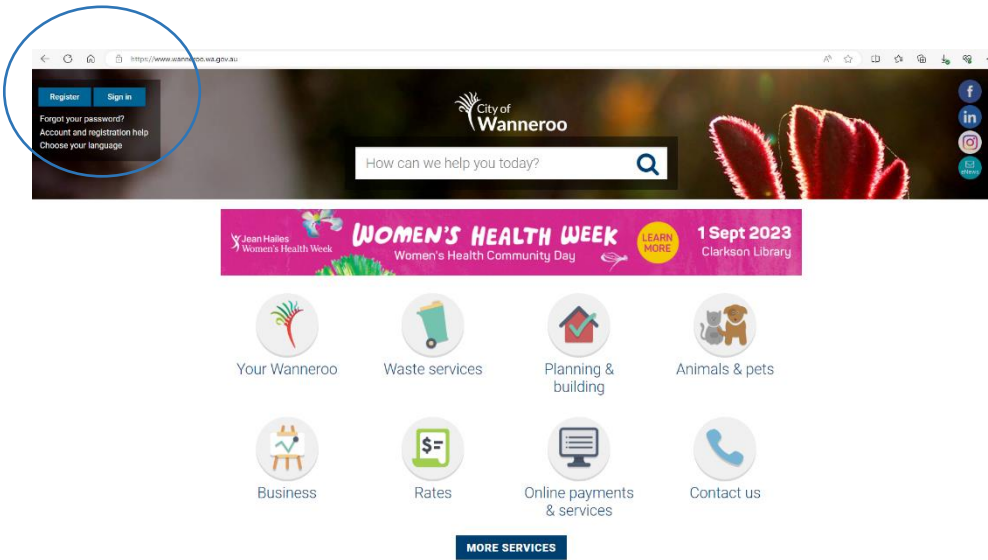 https://www.wanneroo.wa.gov.au
Register Sign in
Forgot your password?
Account and registration help
Choose your language
City of
Wanneroo
How can we help you today?
f
in
eNews
Jean Hailes
Women's Health Week
WOMEN'S HEALTH WEEK
Women's Health Community Day
LEARN
MORE
1 Sept 2023
Clarkson Library
Your Wanneroo
Waste services
Planning &
building
Animals & pets
$=
Business
Rates
Online payments
& services
Contact us
MORE SERVICES